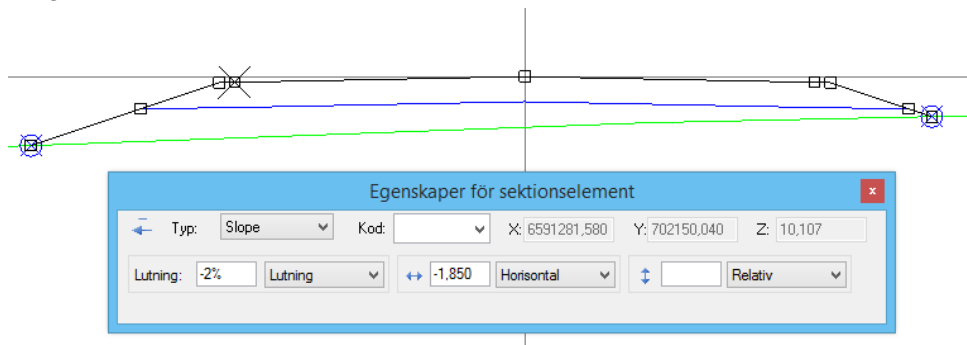 Egenskaper för sektionselement
x
Typ: Slope Kod: X: 6591281,580 Y: 702150,040 Z: 10,107
Lutning: -2% Lutning -1,850 Horisontal Relativ